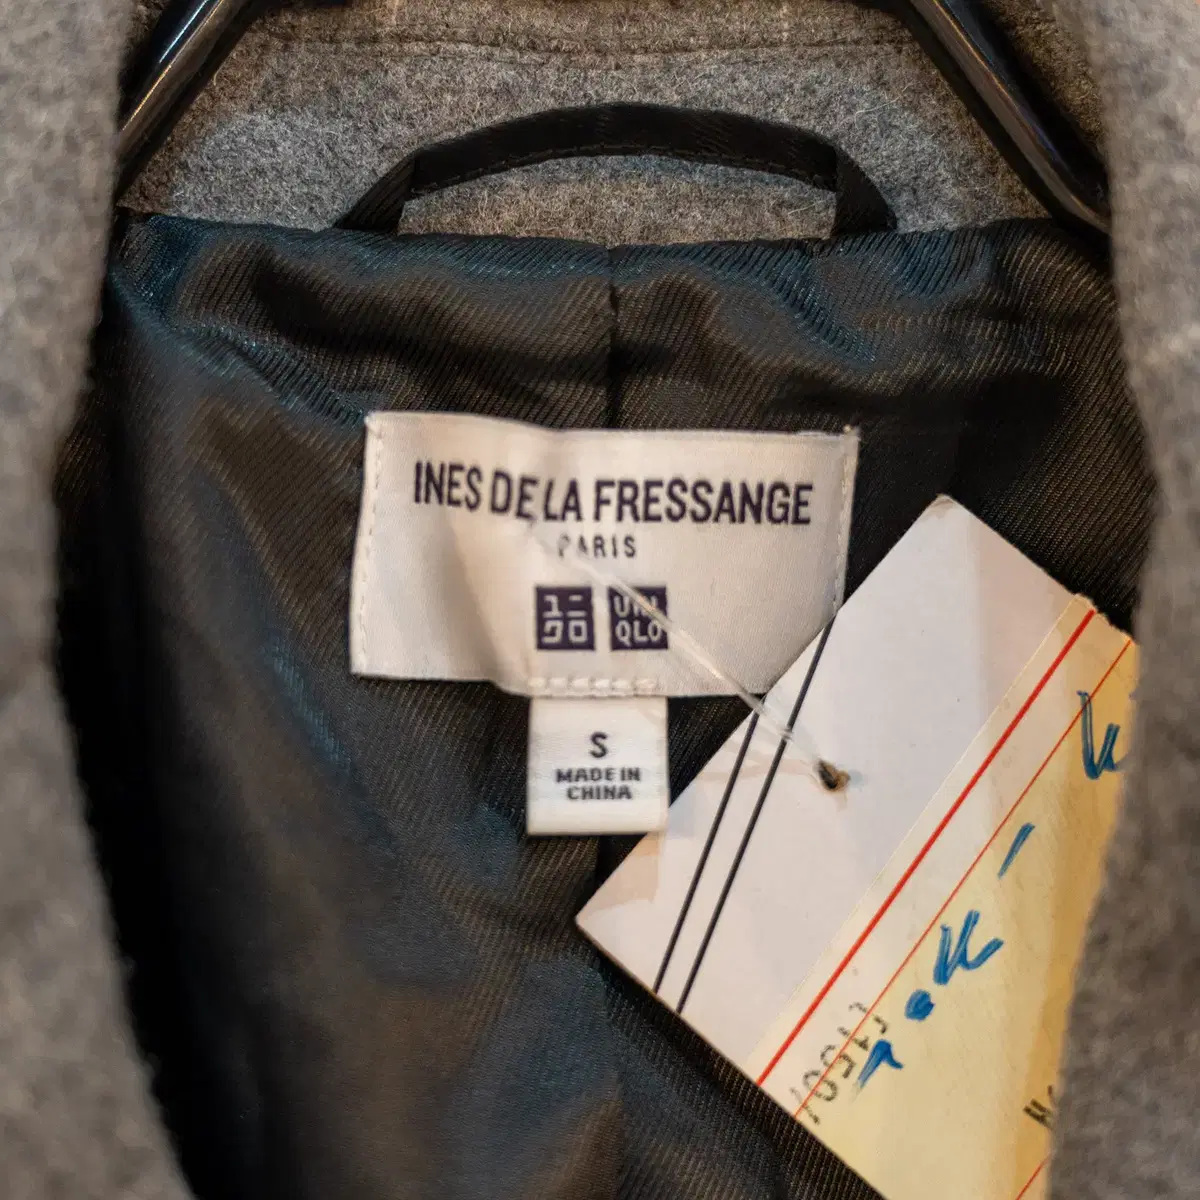 INES DE LA FRESSANGE
PARIS
ユニ
クロ
UNI
QLO
S
MADE IN
CHINA